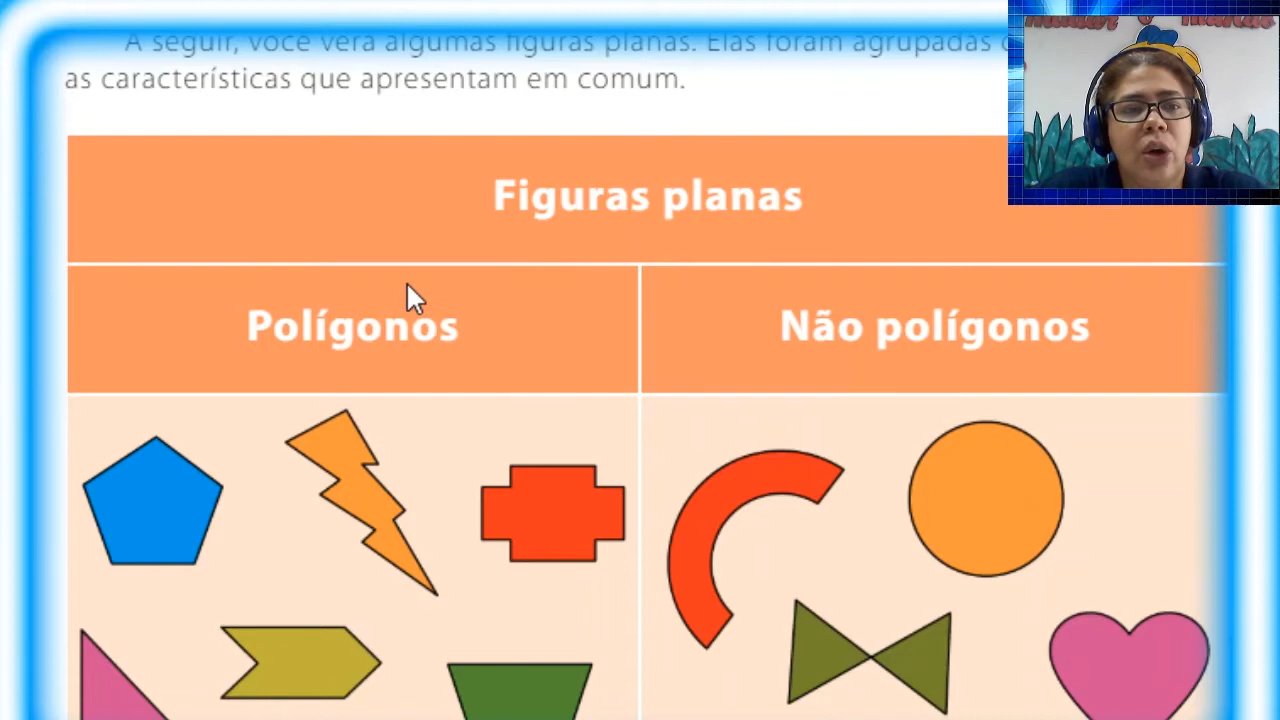 A seguir, você verá algumas figuras planas. Elas foram agrupadas
as características que apresentam em comum.
Figuras planas
Polígonos
Não polígonos